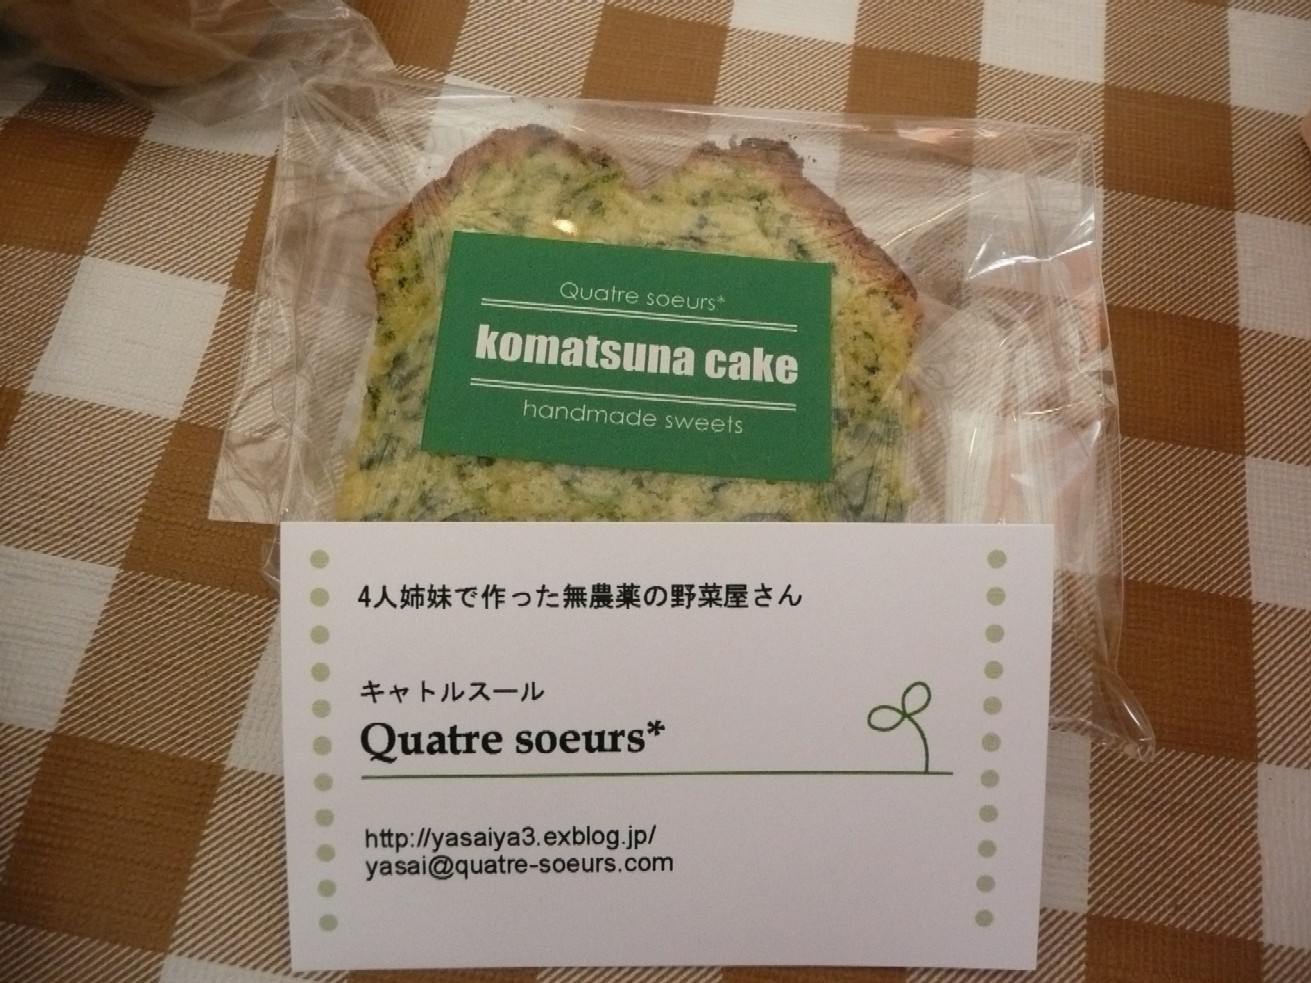 Quatre soeurs*
komatsuna cake
handmade sweets
4人姉妹で作った無農薬の野菜屋さん
キャトルスール
Quatre soeurs*
http://yasaiya3.exblog.jp/
yasai@quatre-soeurs.com